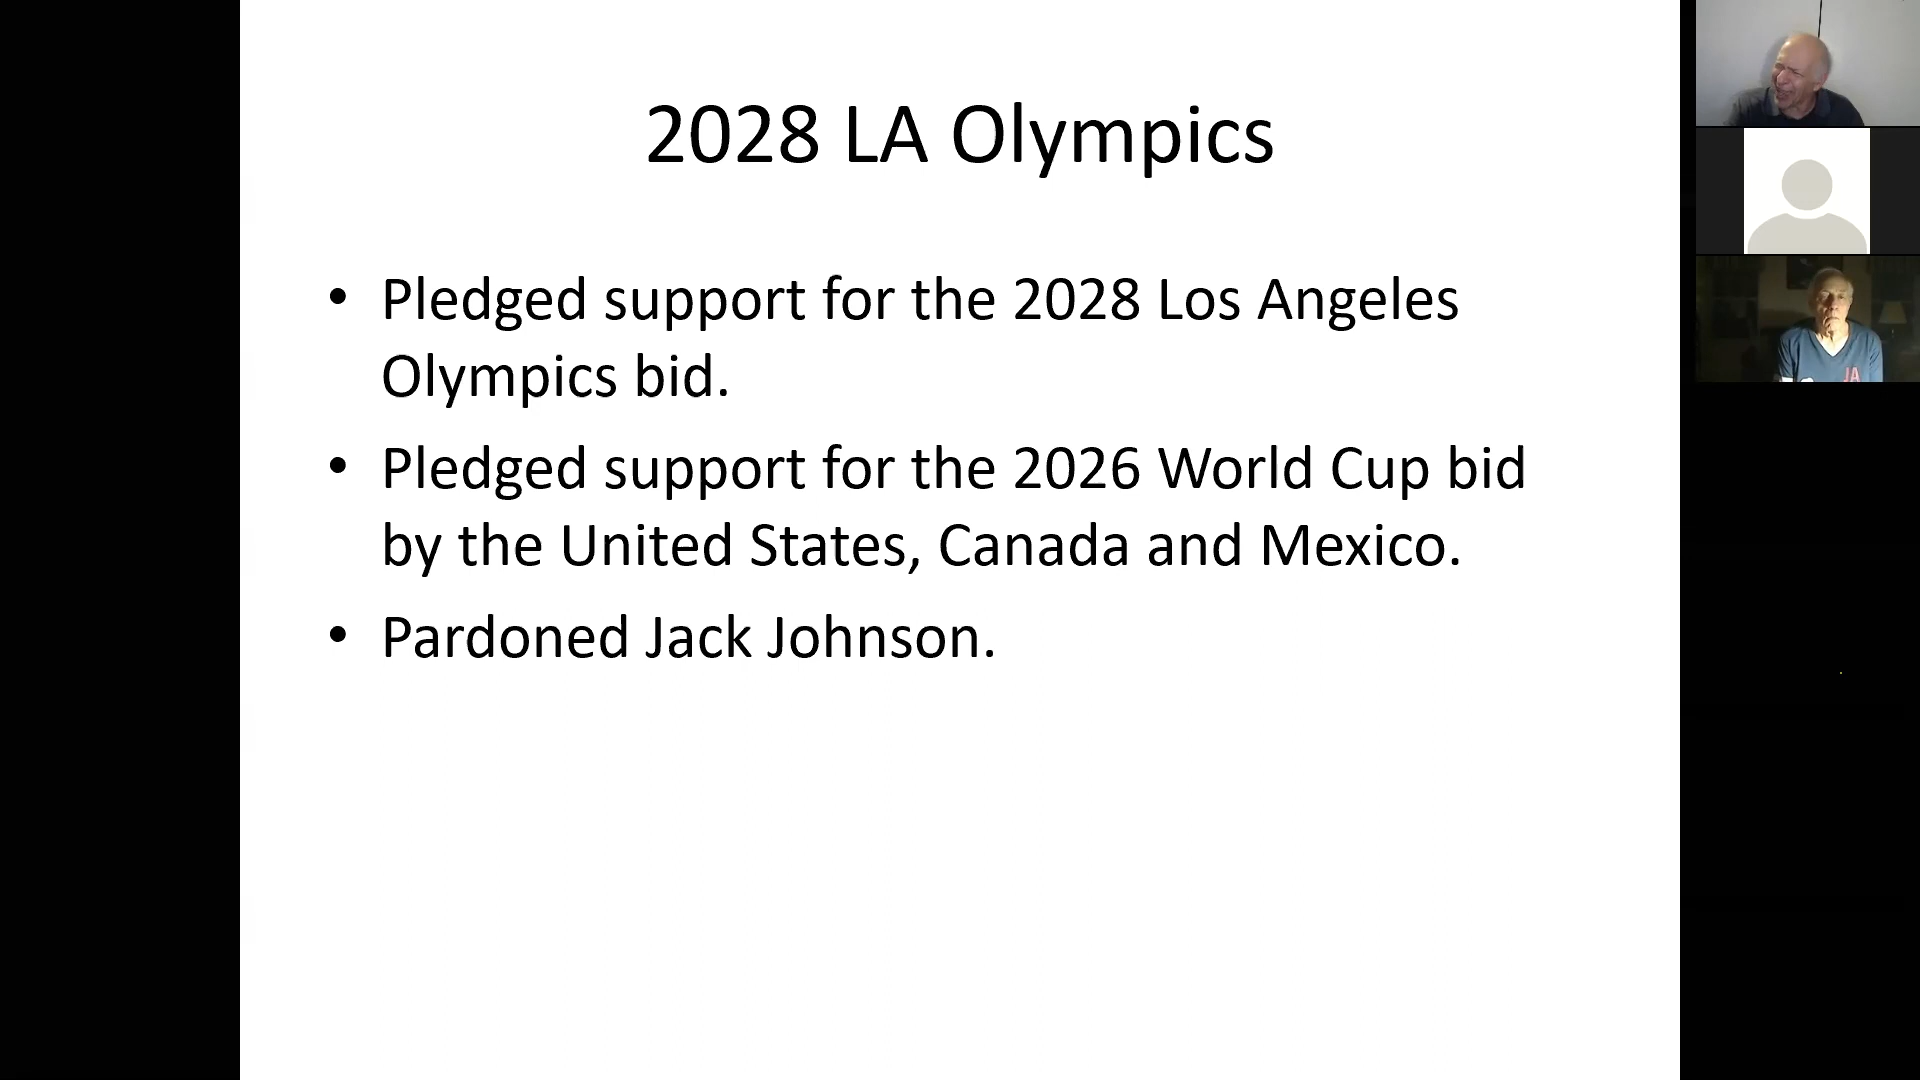 2028 LA Olympics
• Pledged support for the 2028 Los Angeles
Olympics bid.
• Pledged support for the 2026 World Cup bid
by the United States, Canada and Mexico.
• Pardoned Jack Johnson.
JA